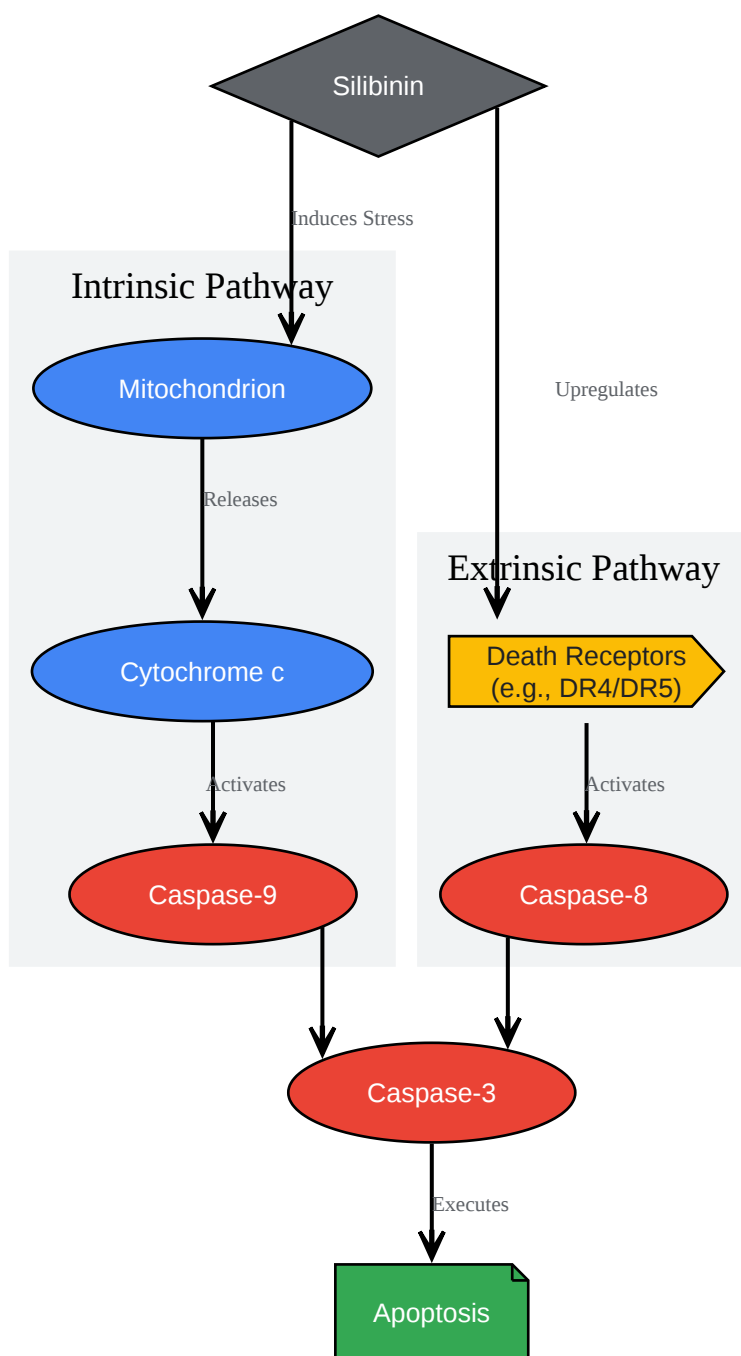 Silibinin
Induces Stress
Intrinsic Pathway
Mitochondrion
Upregulates
Releases
Extrinsic Pathway
Cytochrome c
Death Receptors
(e.g., DR4/DR5)
Activates
Activates
Caspase-9
Caspase-8
Caspase-3
Executes
Apoptosis